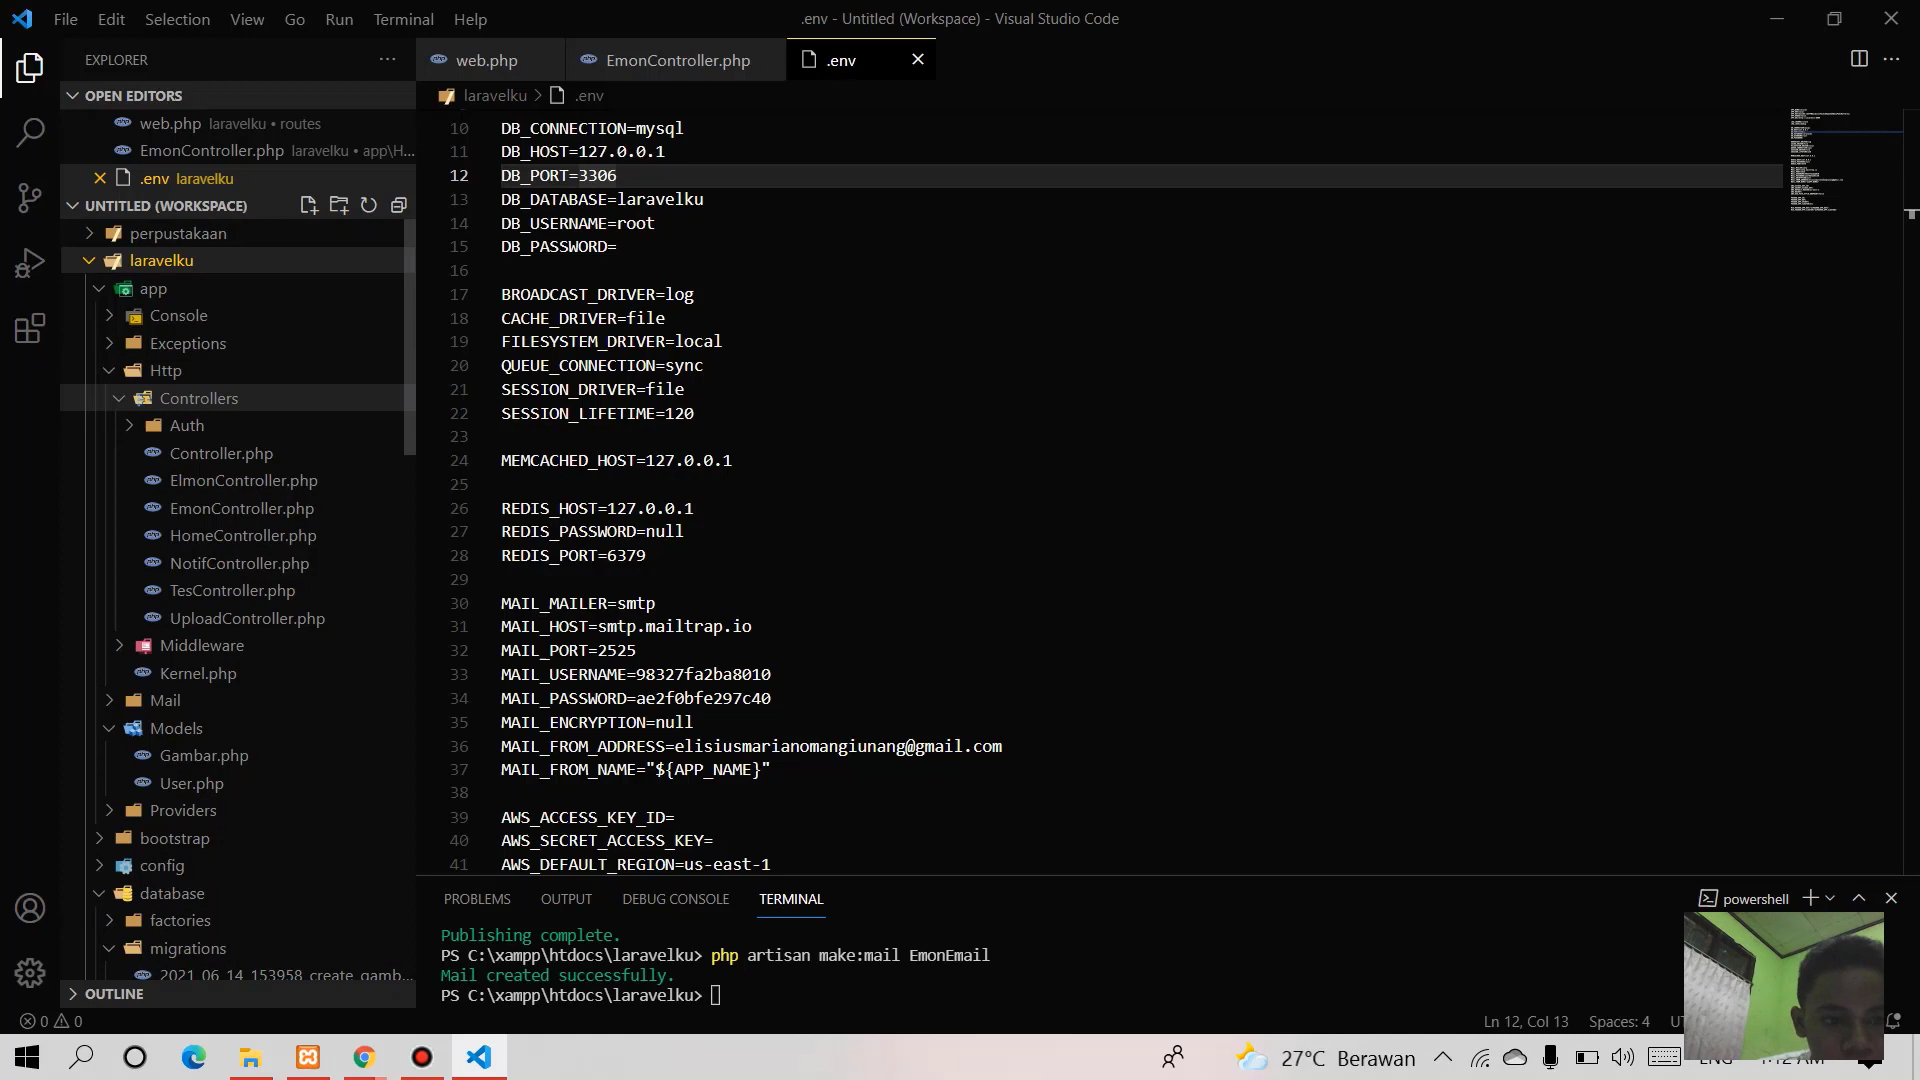 File Edit Selection View Go Run Terminal Help
.env - Untitled (Workspace) - Visual Studio Code
EXPLORER
OPEN EDITORS
web.php laravelku • routes
EmonController.php laravelku • app\H...
.env laravelku
UNTITLED (WORKSPACE)
perpustakaan
laravelku
app
Console
Exceptions
Http
Controllers
Auth
Controller.php
ElmonController.php
EmonController.php
HomeController.php
NotifController.php
TesController.php
UploadController.php
Middleware
Kernel.php
Mail
Models
Gambar.php
User.php
Providers
bootstrap
config
database
factories
migrations
2021_06_14_153958_create_gamb...
OUTLINE
web.php EmonController.php .env
laravelku > .env
10 DB_CONNECTION=mysql
11 DB_HOST=127.0.0.1
12 DB_PORT=3306
13 DB_DATABASE=laravelku
14 DB_USERNAME=root
15 DB_PASSWORD=
16
17 BROADCAST_DRIVER=log
18 CACHE_DRIVER=file
19 FILESYSTEM_DRIVER=local
20 QUEUE_CONNECTION=sync
21 SESSION_DRIVER=file
22 SESSION_LIFETIME=120
23
24 MEMCACHED_HOST=127.0.0.1
25
26 REDIS_HOST=127.0.0.1
27 REDIS_PASSWORD=null
28 REDIS_PORT=6379
29
30 MAIL_MAILER=smtp
31 MAIL_HOST=smtp.mailtrap.io
32 MAIL_PORT=2525
33 MAIL_USERNAME=98327fa2ba8010
34 MAIL_PASSWORD=ae2f0bfe297c40
35 MAIL_ENCRYPTION=null
36 MAIL_FROM_ADDRESS=elisiusmarianomangiunang@gmail.com
37 MAIL_FROM_NAME="${APP_NAME}"
38
39 AWS_ACCESS_KEY_ID=
40 AWS_SECRET_ACCESS_KEY=
41 AWS_DEFAULT_REGION=us-east-1
PROBLEMS OUTPUT DEBUG CONSOLE TERMINAL
powershell
Publishing complete.
PS C:\xampp\htdocs\laravelku> php artisan make:mail EmonEmail
Mail created successfully.
PS C:\xampp\htdocs\laravelku>
0 0
Ln 12, Col 13 Spaces: 4
27°C Berawan